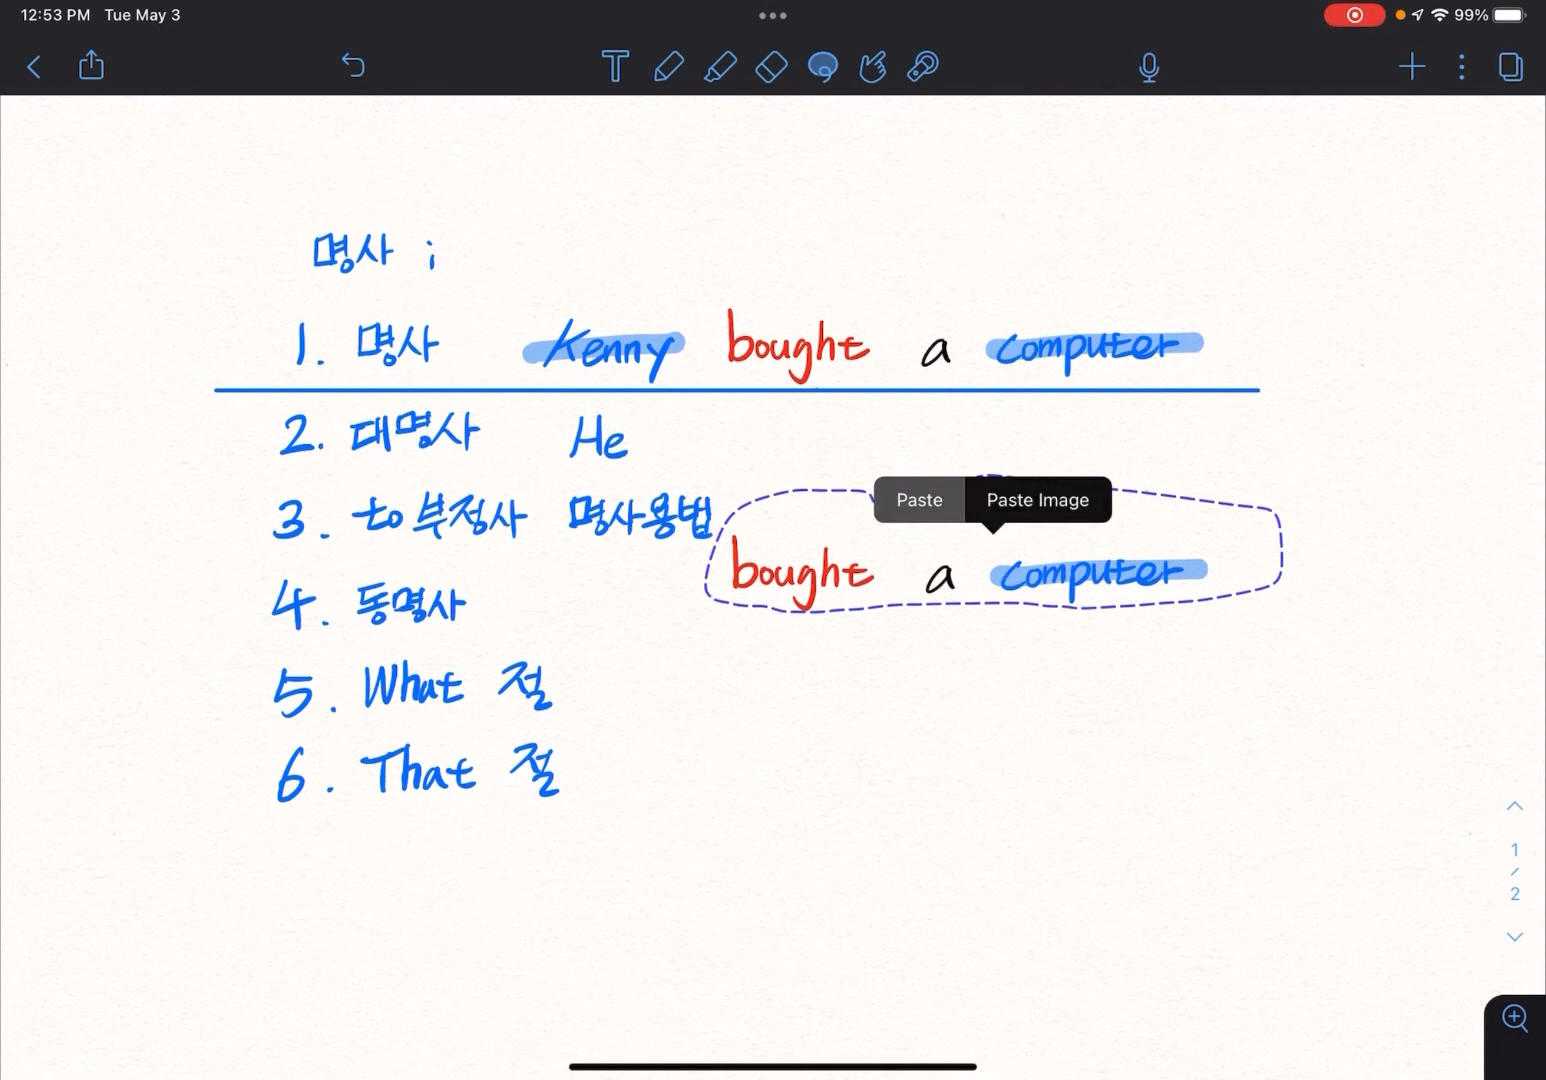 12:53 PM Tue May 3
99%
명사 ;
1. 명사 Kenny bought a computer
2. 대명사 He
Paste Paste Image
3. to 부정사 명사용법
bought a computer
4. 동명사
5. What 절
6. That 절
1
/
2